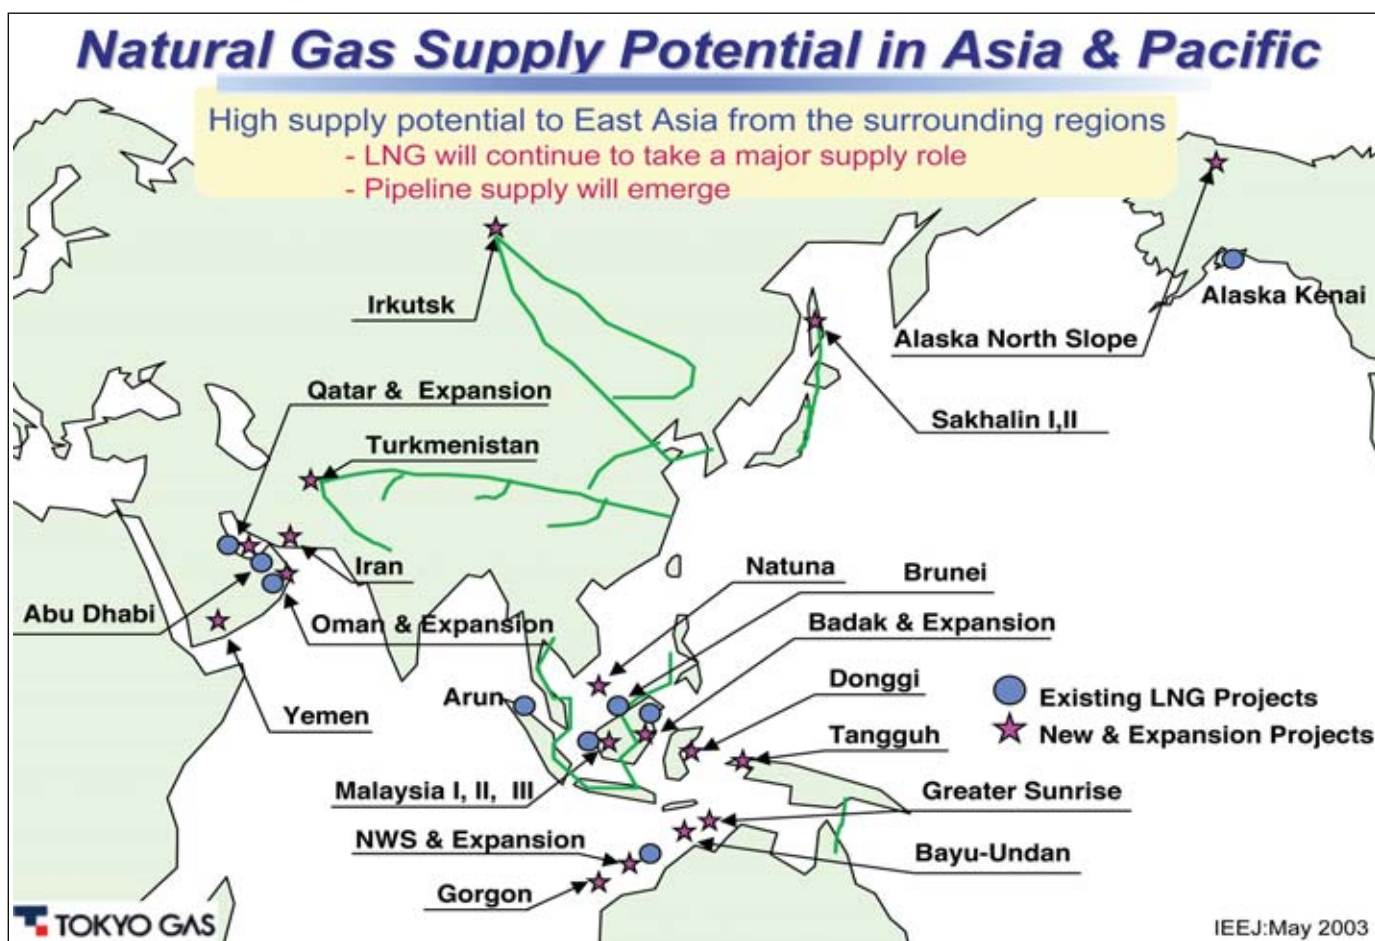 Natural Gas Supply Potential in Asia & Pacific
High supply potential to East Asia from the surrounding regions
- LNG will continue to take a major supply role
- Pipeline supply will emerge
Irkutsk
Alaska Kenai
Alaska North Slope
Qatar & Expansion
Sakhalin I,II
Turkmenistan
Iran
Natuna
Brunei
Abu Dhabi
Oman & Expansion
Badak & Expansion
Arun
Donggi
Yemen
Existing LNG Projects
Tangguh
New & Expansion Projects
Malaysia I, II, III
Greater Sunrise
NWS & Expansion
Bayu-Undan
Gorgon
TOKYO GAS
IEEJ:May 2003